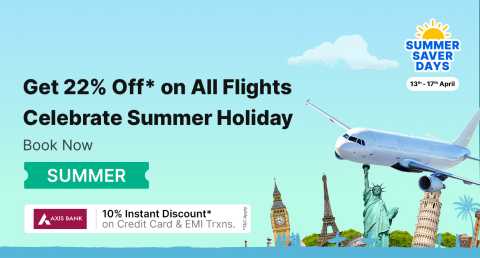 SUMMER
SAVER
DAYS
13th - 17th April
Get 22% Off* on All Flights
Celebrate Summer Holiday
Book Now
SUMMER
AXIS BANK
10% Instant Discount*
on Credit Card & EMI Trxns.
*T&C Apply